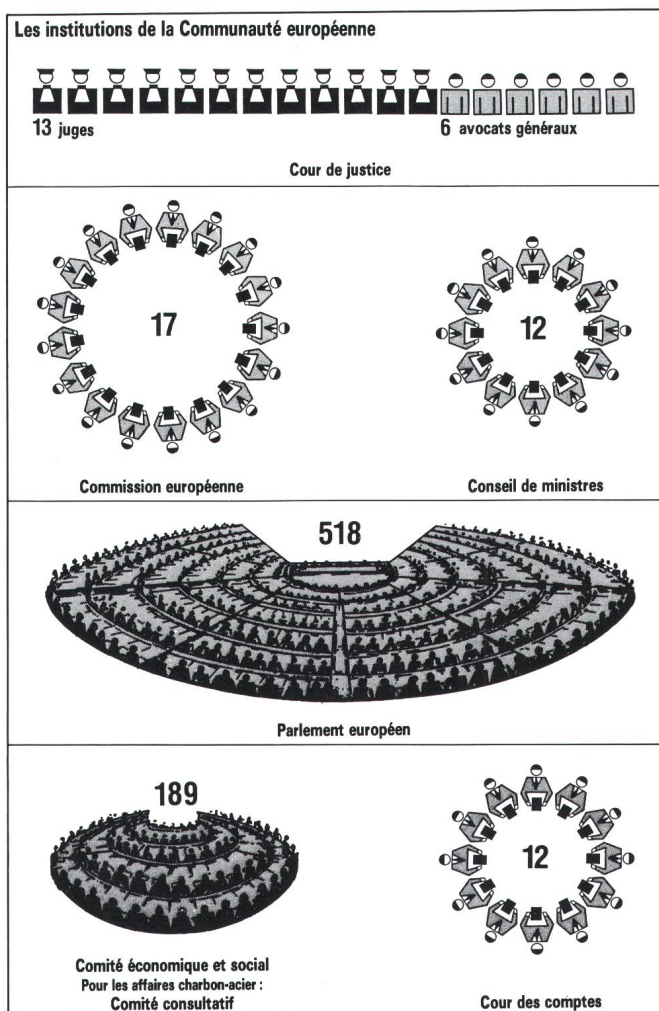 Les institutions de la Communauté européenne
13 juges
6 avocats généraux
Cour de justice
17
12
Commission européenne
Conseil de ministres
518
Parlement européen
189
12
Comité économique et social
Pour les affaires charbon-acier :
Comité consultatif
Cour des comptes